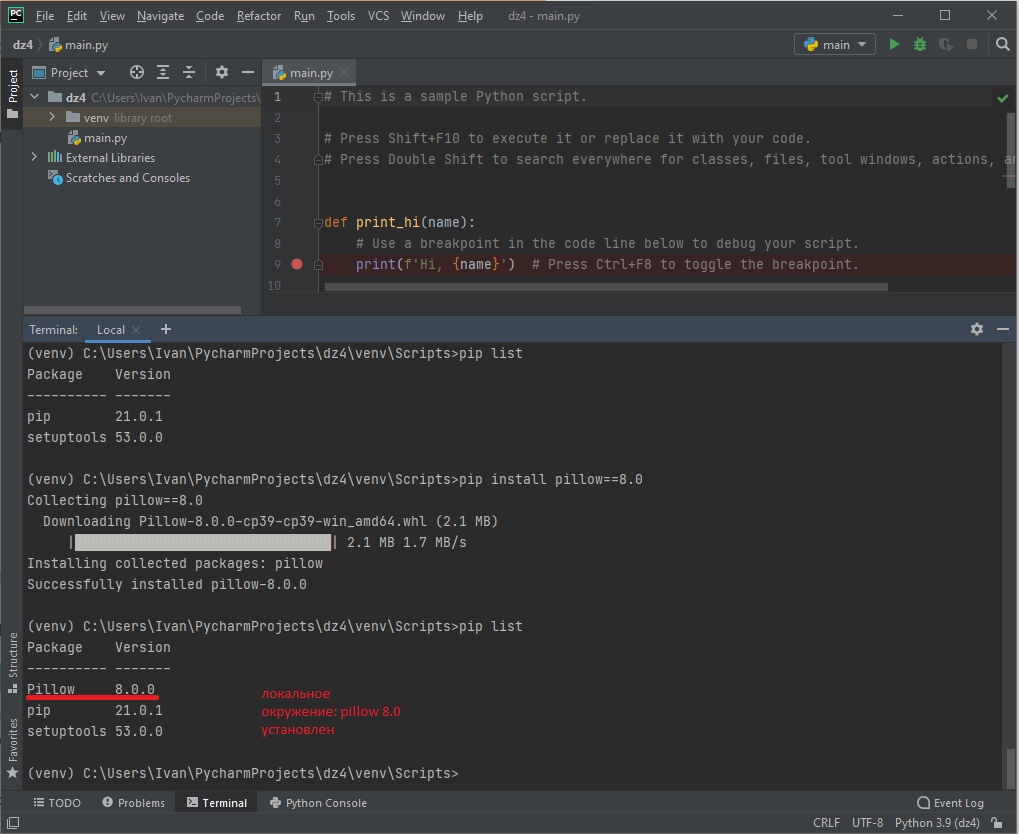 PC File Edit View Navigate Code Refactor Run Tools VCS Window Help dz4 - main.py
dz4 main.py main
Project
Project main.py
dz4 C:\Users\Ivan\PycharmProjects\
venv library root
main.py
External Libraries
Scratches and Consoles
1 # This is a sample Python script.
2
3 # Press Shift+F10 to execute it or replace it with your code.
4 # Press Double Shift to search everywhere for classes, files, tool windows, actions,
5
6
7 def print_hi(name):
8 # Use a breakpoint in the code line below to debug your script.
9 print(f'Hi, {name}') # Press Ctrl+F8 to toggle the breakpoint.
10
Terminal: Local
(venv) C:\Users\Ivan\PycharmProjects\dz4\venv\Scripts>pip list
Package Version
---------- -------
pip 21.0.1
setuptools 53.0.0
(venv) C:\Users\Ivan\PycharmProjects\dz4\venv\Scripts>pip install pillow==8.0
Collecting pillow==8.0
Downloading Pillow-8.0.0-cp39-cp39-win_amd64.whl (2.1 MB)
|████████████████████████████████| 2.1 MB 1.7 MB/s
Installing collected packages: pillow
Successfully installed pillow-8.0.0
(venv) C:\Users\Ivan\PycharmProjects\dz4\venv\Scripts>pip list
Package Version
---------- -------
Pillow 8.0.0
pip 21.0.1
setuptools 53.0.0
локальное
окружение: pillow 8.0
установлен
(venv) C:\Users\Ivan\PycharmProjects\dz4\venv\Scripts>
Structure
Favorites
TODO Problems Terminal Python Console Event Log
CRLF UTF-8 Python 3.9 (dz4)